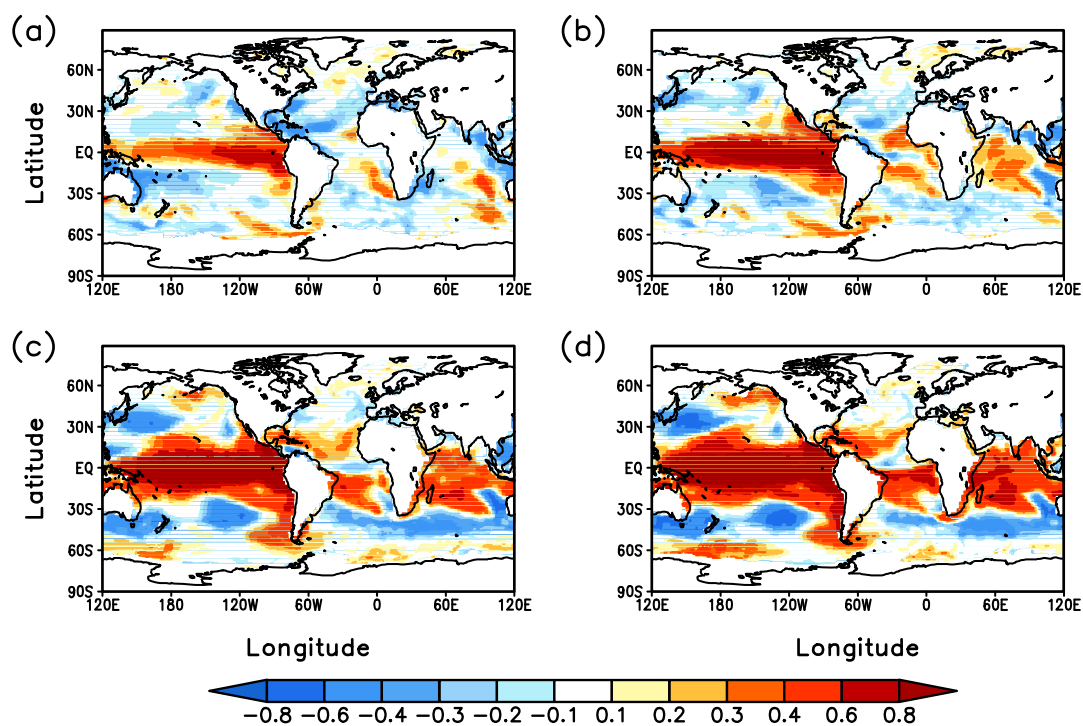 (a) (b)
60N 60N
30N 30N
EQ EQ
30S 30S
60S 60S
90S 90S
Latitude
120E 180 120W 60W 0 60E 120E 120E 180 120W 60W 0 60E 120E
(c) (d)
60N 60N
30N 30N
EQ EQ
30S 30S
60S 60S
90S 90S
Latitude
120E 180 120W 60W 0 60E 120E 120E 180 120W 60W 0 60E 120E
Longitude Longitude
−0.8 −0.6 −0.4 −0.3 −0.2 −0.1 0.1 0.2 0.3 0.4 0.6 0.8